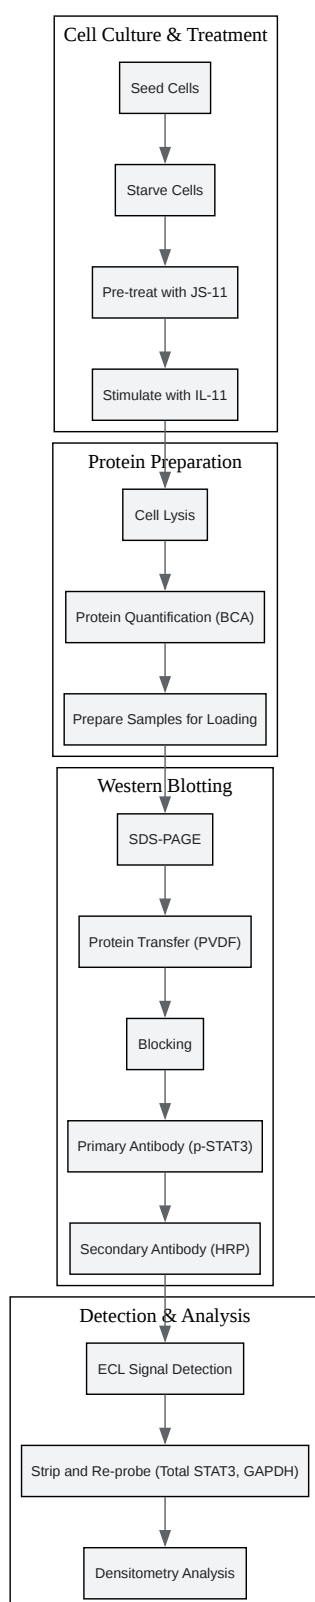 Cell Culture & Treatment
Seed Cells
Starve Cells
Pre-treat with JS-11
Stimulate with IL-11
Protein Preparation
Cell Lysis
Protein Quantification (BCA)
Prepare Samples for Loading
Western Blotting
SDS-PAGE
Protein Transfer (PVDF)
Blocking
Primary Antibody (p-STAT3)
Secondary Antibody (HRP)
Detection & Analysis
ECL Signal Detection
Strip and Re-probe (Total STAT3, GAPDH)
Densitometry Analysis